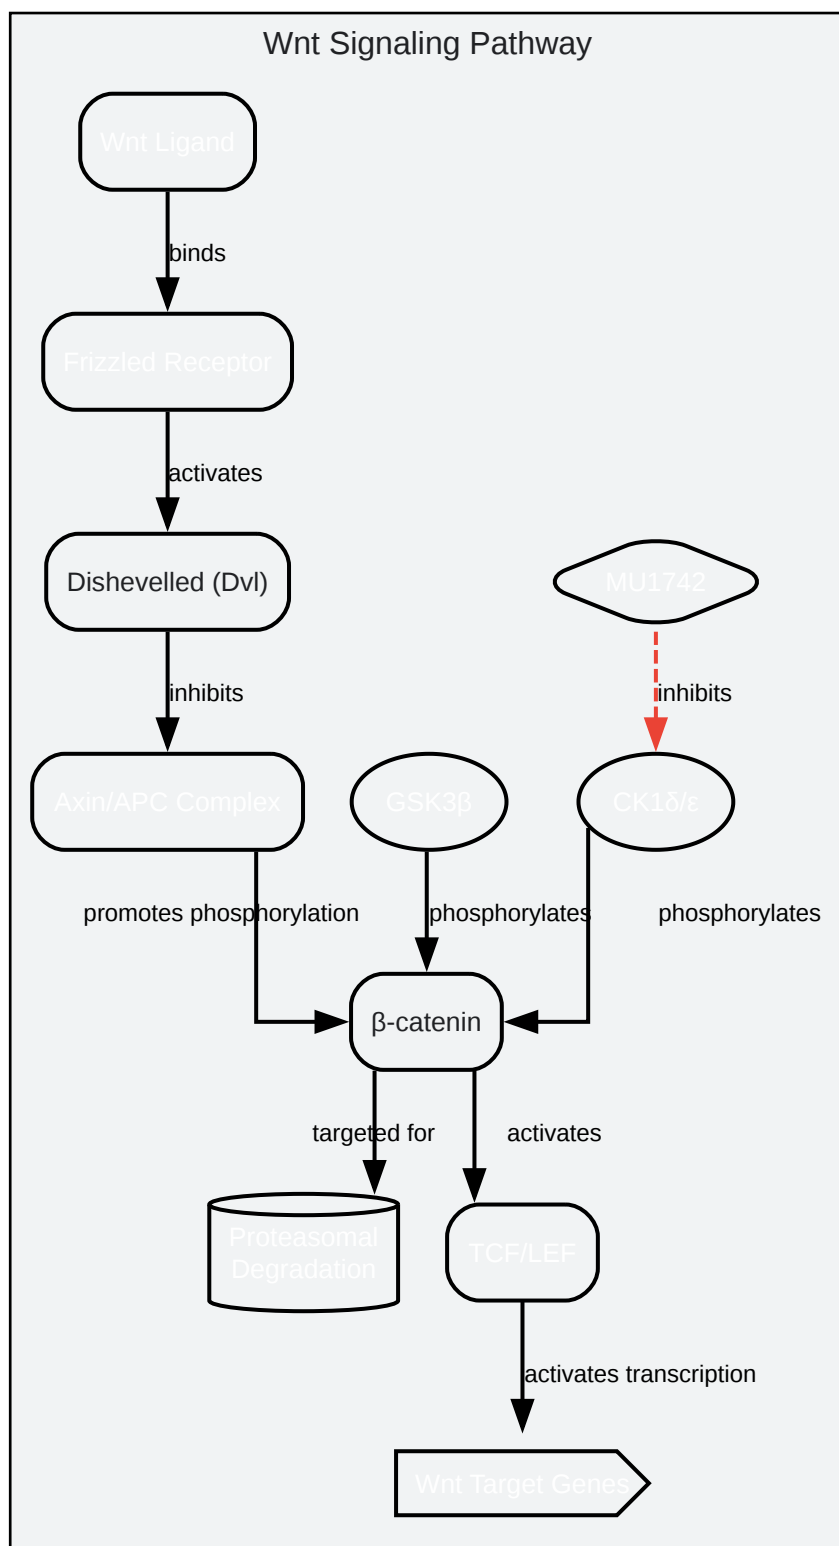 Wnt Signaling Pathway
Wnt Ligand
binds
Frizzled Receptor
activates
Dishevelled (Dvl)
MU1742
inhibits
inhibits
Axin/APC Complex
GSK3β
CK1δ/ε
promotes phosphorylation
phosphorylates
phosphorylates
β-catenin
targeted for
activates
Proteasomal
Degradation
TCF/LEF
activates transcription
Wnt Target Genes